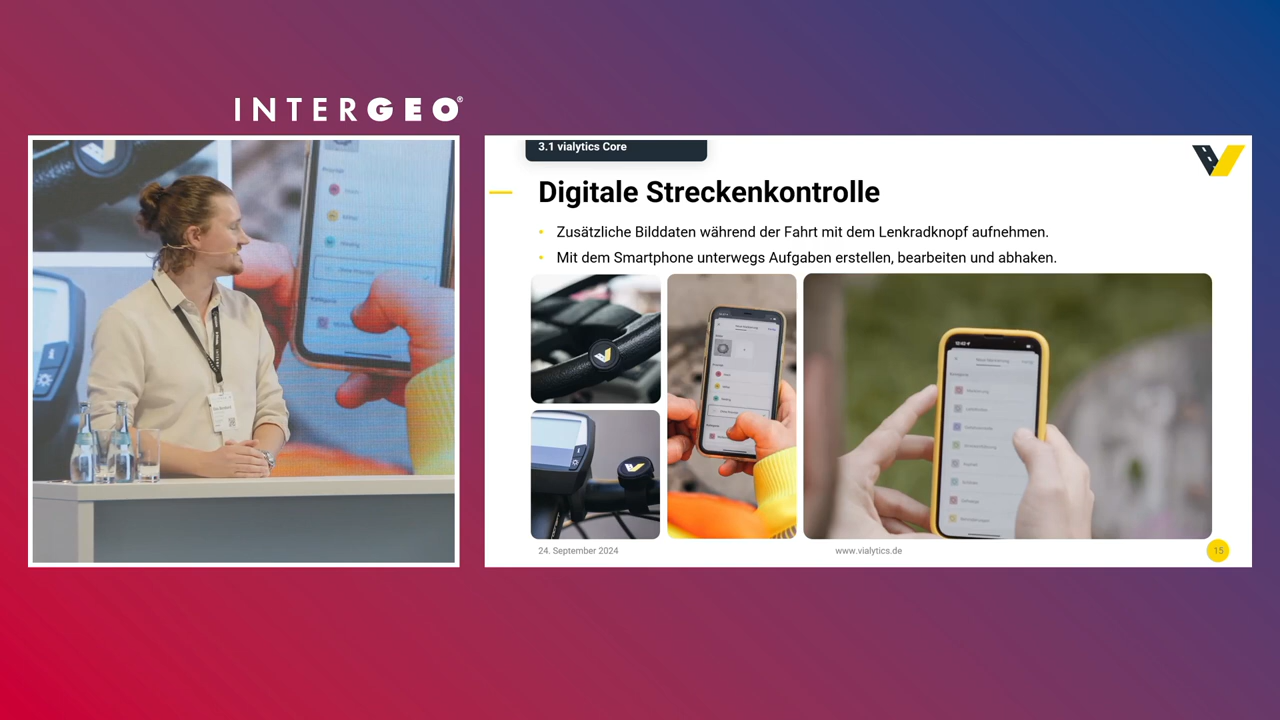 INTERGEO®
3.1 vialytics Core
Digitale Streckenkontrolle
• Zusätzliche Bilddaten während der Fahrt mit dem Lenkradknopf aufnehmen.
• Mit dem Smartphone unterwegs Aufgaben erstellen, bearbeiten und abhaken.
24. September 2024
www.vialytics.de
15